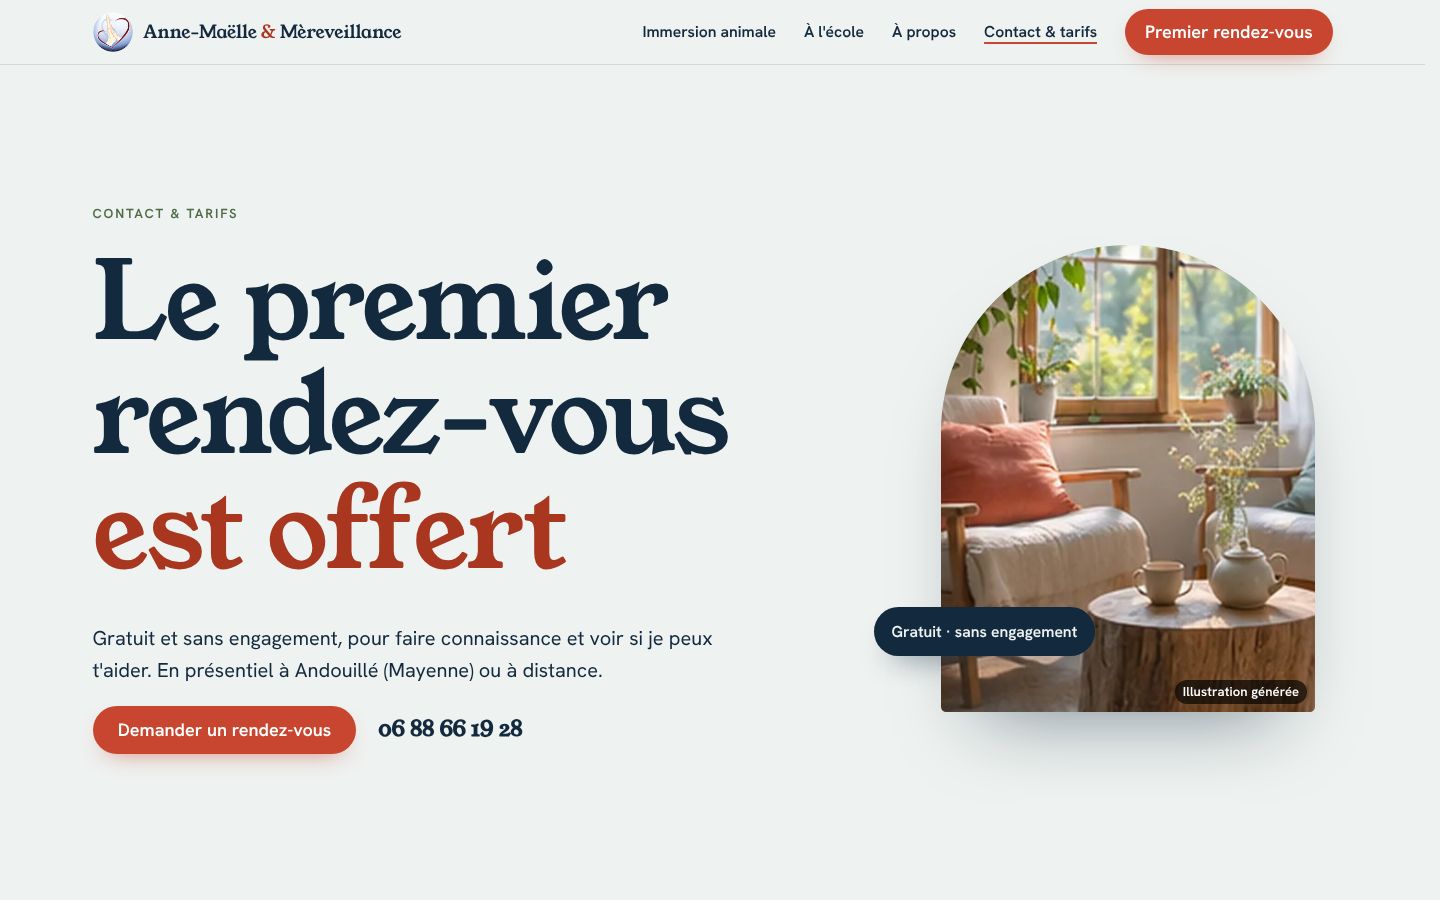 Anne-Maëlle & Mèreveillance
Immersion animale
À l'école
À propos
Contact & tarifs
Premier rendez-vous
CONTACT & TARIFS
Le premier
rendez-vous
est offert
Gratuit et sans engagement, pour faire connaissance et voir si je peux
t'aider. En présentiel à Andouillé (Mayenne) ou à distance.
Demander un rendez-vous
06 88 66 19 28
Gratuit · sans engagement
Illustration générée